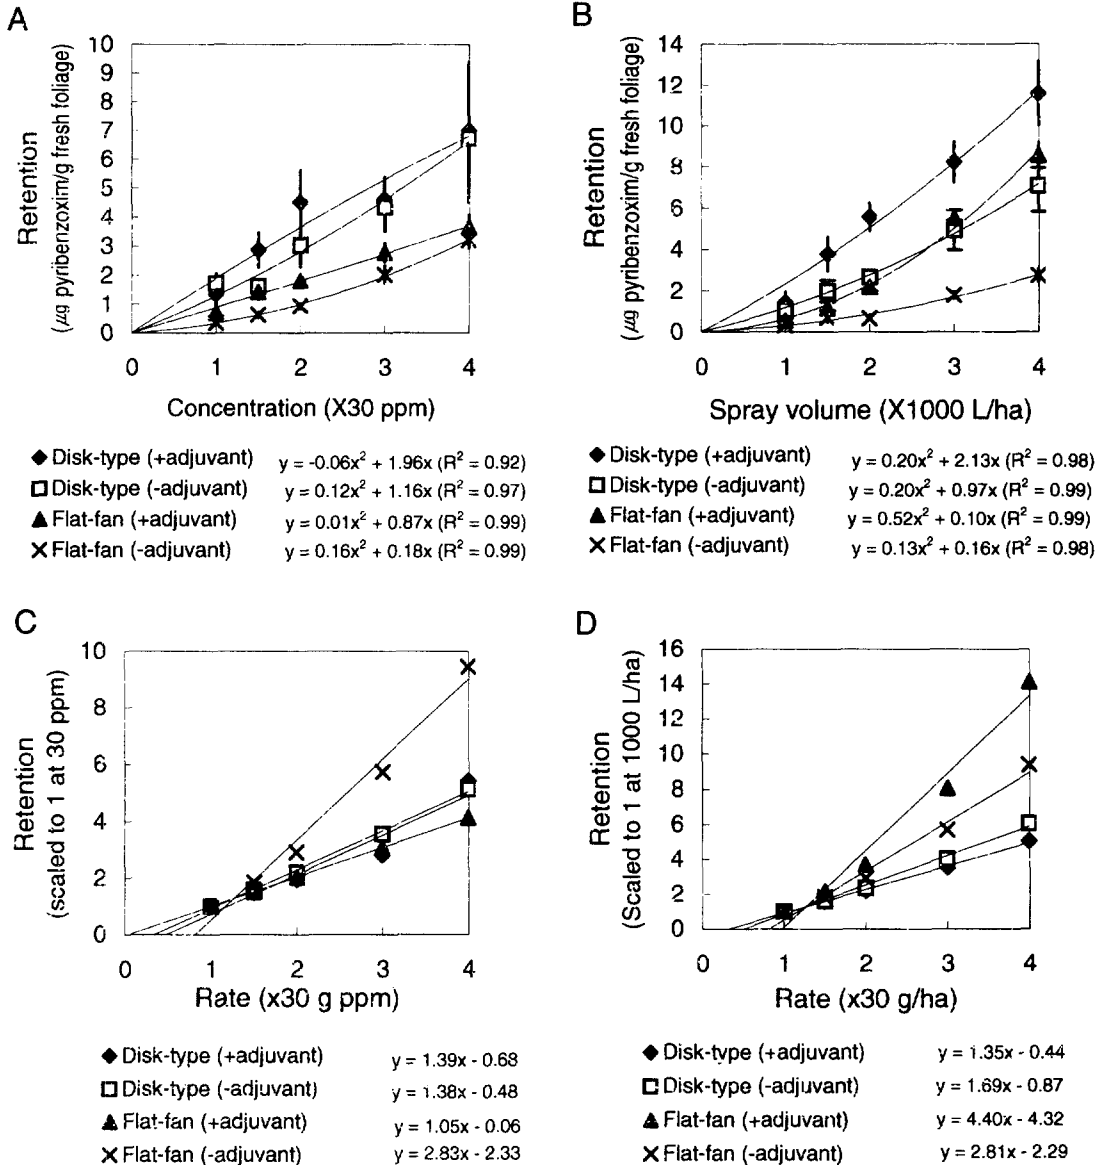 A
Retention
(μg pyribenzoxim/g fresh foliage)
10
9
8
7
6
5
4
3
2
1
0
0 1 2 3 4
Concentration (X30 ppm)
Disk-type (+adjuvant) y = -0.06x² + 1.96x (R² = 0.92)
Disk-type (-adjuvant) y = 0.12x² + 1.16x (R² = 0.97)
Flat-fan (+adjuvant) y = 0.01x² + 0.87x (R² = 0.99)
Flat-fan (-adjuvant) y = 0.16x² + 0.18x (R² = 0.99)
B
Retention
(μg pyribenzoxim/g fresh foliage)
14
12
10
8
6
4
2
0
0 1 2 3 4
Spray volume (X1000 L/ha)
Disk-type (+adjuvant) y = 0.20x² + 2.13x (R² = 0.98)
Disk-type (-adjuvant) y = 0.20x² + 0.97x (R² = 0.99)
Flat-fan (+adjuvant) y = 0.52x² + 0.10x (R² = 0.99)
Flat-fan (-adjuvant) y = 0.13x² + 0.16x (R² = 0.98)
C
Retention
(scaled to 1 at 30 ppm)
10
8
6
4
2
0
0 1 2 3 4
Rate (x30 g ppm)
Disk-type (+adjuvant) y = 1.39x - 0.68
Disk-type (-adjuvant) y = 1.38x - 0.48
Flat-fan (+adjuvant) y = 1.05x - 0.06
Flat-fan (-adjuvant) y = 2.83x - 2.33
D
Retention
(Scaled to 1 at 1000 L/ha)
16
14
12
10
8
6
4
2
0
0 1 2 3 4
Rate (x30 g/ha)
Disk-type (+adjuvant) y = 1.35x - 0.44
Disk-type (-adjuvant) y = 1.69x - 0.87
Flat-fan (+adjuvant) y = 4.40x - 4.32
Flat-fan (-adjuvant) y = 2.81x - 2.29